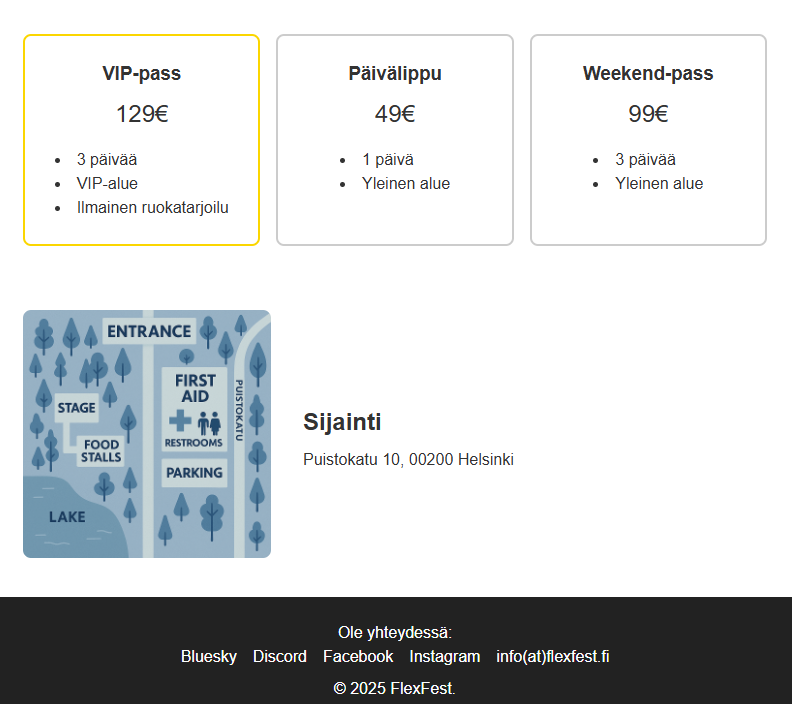 VIP-pass
129€
3 päivää
VIP-alue
Ilmainen ruokatarjoilu
Päivälippu
49€
1 päivä
Yleinen alue
Weekend-pass
99€
3 päivää
Yleinen alue
ENTRANCE
FIRST
AID
RESTROOMS
PARKING
PUISTOKATU
STAGE
FOOD
STALLS
LAKE
Sijainti
Puistokatu 10, 00200 Helsinki
Ole yhteydessä:
Bluesky Discord Facebook Instagram info(at)flexfest.fi
© 2025 FlexFest.